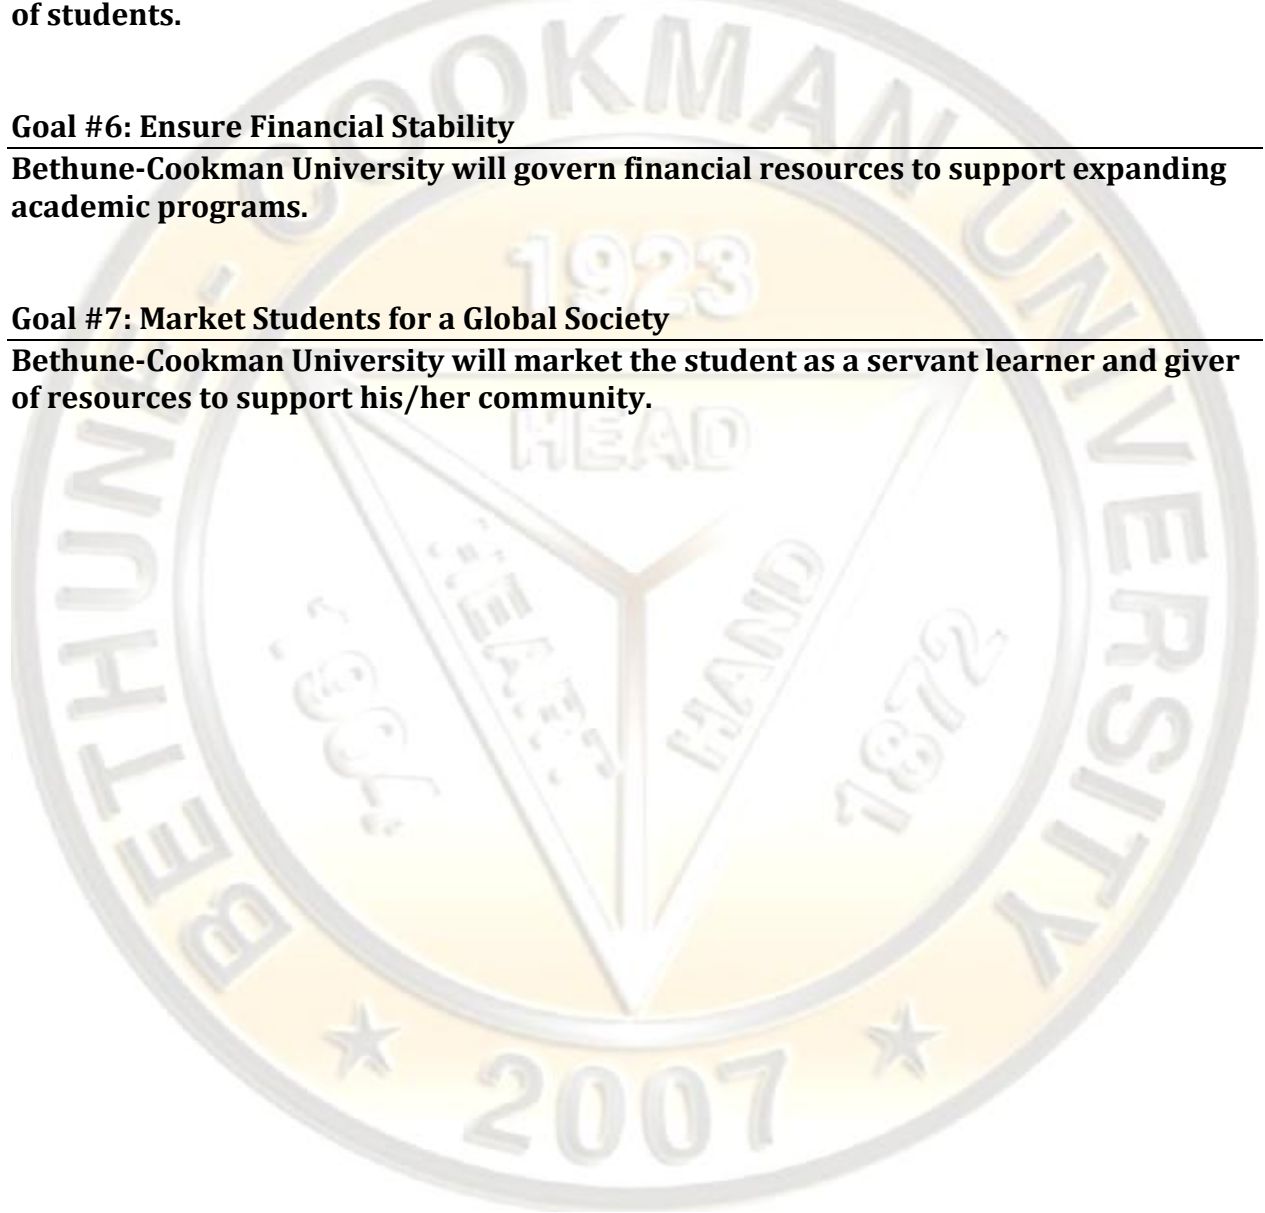 of students.
Goal #6: Ensure Financial Stability
Bethune-Cookman University will govern financial resources to support expanding
academic programs.
Goal #7: Market Students for a Global Society
Bethune-Cookman University will market the student as a servant learner and giver
of resources to support his/her community.
BETHUNE - COOKMAN UNIVERSITY
1923
HEAD
HEART
HAND
1904
1872
★ 2007 ★